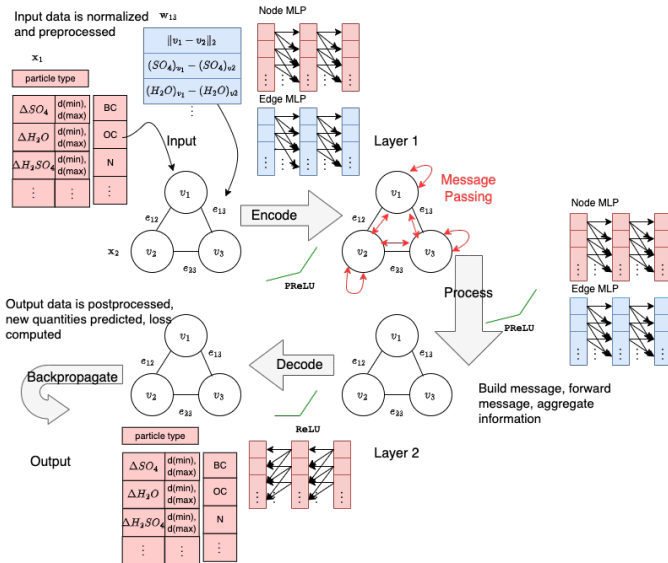 Input data is normalized
and preprocessed
w₁₃
Node MLP
x₁
‖v₁ − v₂‖₂
(SO4)ᵥ₁ − (SO4)ᵥ₂
(H₂O)ᵥ₁ − (H₂O)ᵥ₃
⋮
particle type
Edge MLP
ΔSO₄ d(min), d(max) BC
ΔH₂O d(min), d(max) OC
ΔH₂SO₄ d(min), d(max) N
⋮ ⋮ ⋮
Input
Layer 1
Message
Passing
v₁
e₁₂ e₁₃
v₂ e₂₃ v₃
x₂
Encode
PReLU
v₁
e₁₂ e₁₃
v₂ e₂₃ v₃
Node MLP
Edge MLP
Process
PReLU
Output data is postprocessed,
new quantities predicted, loss
computed
Backpropagate
v₁
e₁₂ e₁₃
v₂ e₂₃ v₃
Decode
ReLU
v₁
e₁₂ e₁₃
v₂ e₂₃ v₃
Build message, forward
message, aggregate
information
particle type
Output
Layer 2
ΔSO₄ d(min), d(max) BC
ΔH₂O d(min), d(max) OC
ΔH₂SO₄ d(min), d(max) N
⋮ ⋮ ⋮